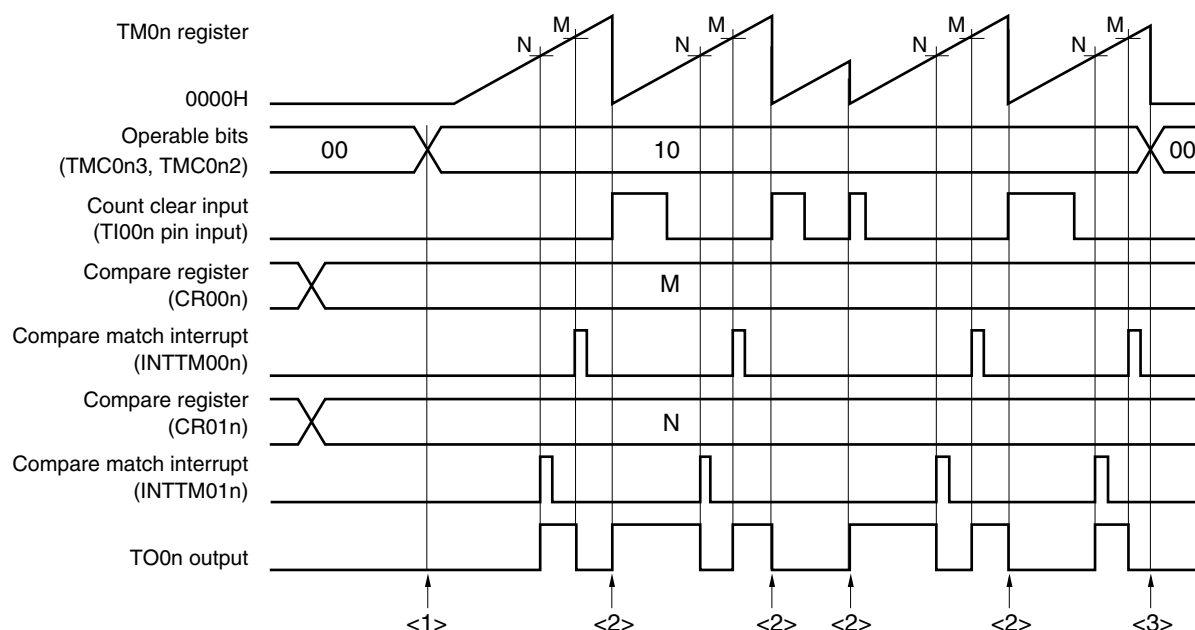 TM0n register
N M N M N M N M
0000H
Operable bits
(TMC0n3, TMC0n2)
00 10 00
Count clear input
(TI00n pin input)
Compare register
(CR00n)
M
Compare match interrupt
(INTTM00n)
Compare register
(CR01n)
N
Compare match interrupt
(INTTM01n)
TO0n output
<1> <2> <2> <2> <2> <3>